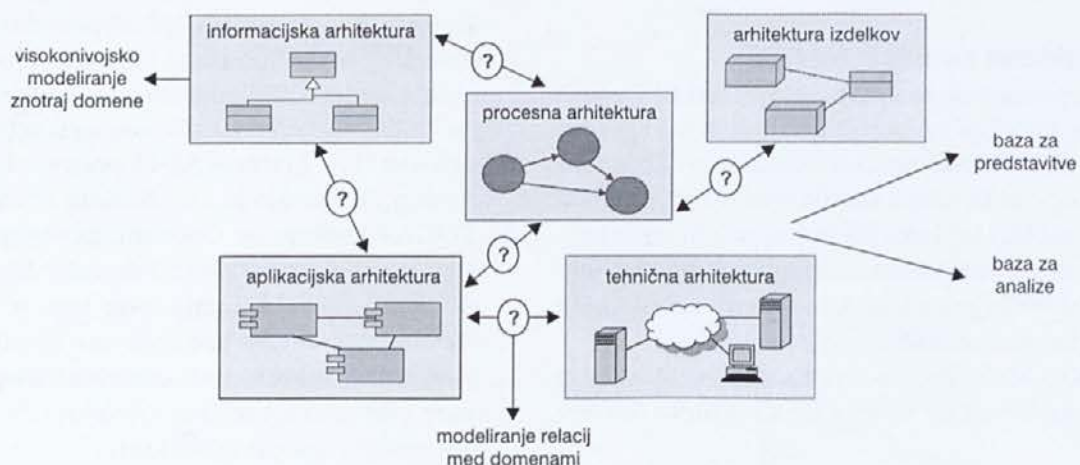 informacijska arhitektura
arhitektura izdelkov
visokonivojsko
modeliranje
znotraj domene
?
procesna arhitektura
baza za
predstavitve
?
?
aplikacijska arhitektura
?
tehnična arhitektura
baza za
analize
?
modeliranje relacij
med domenami